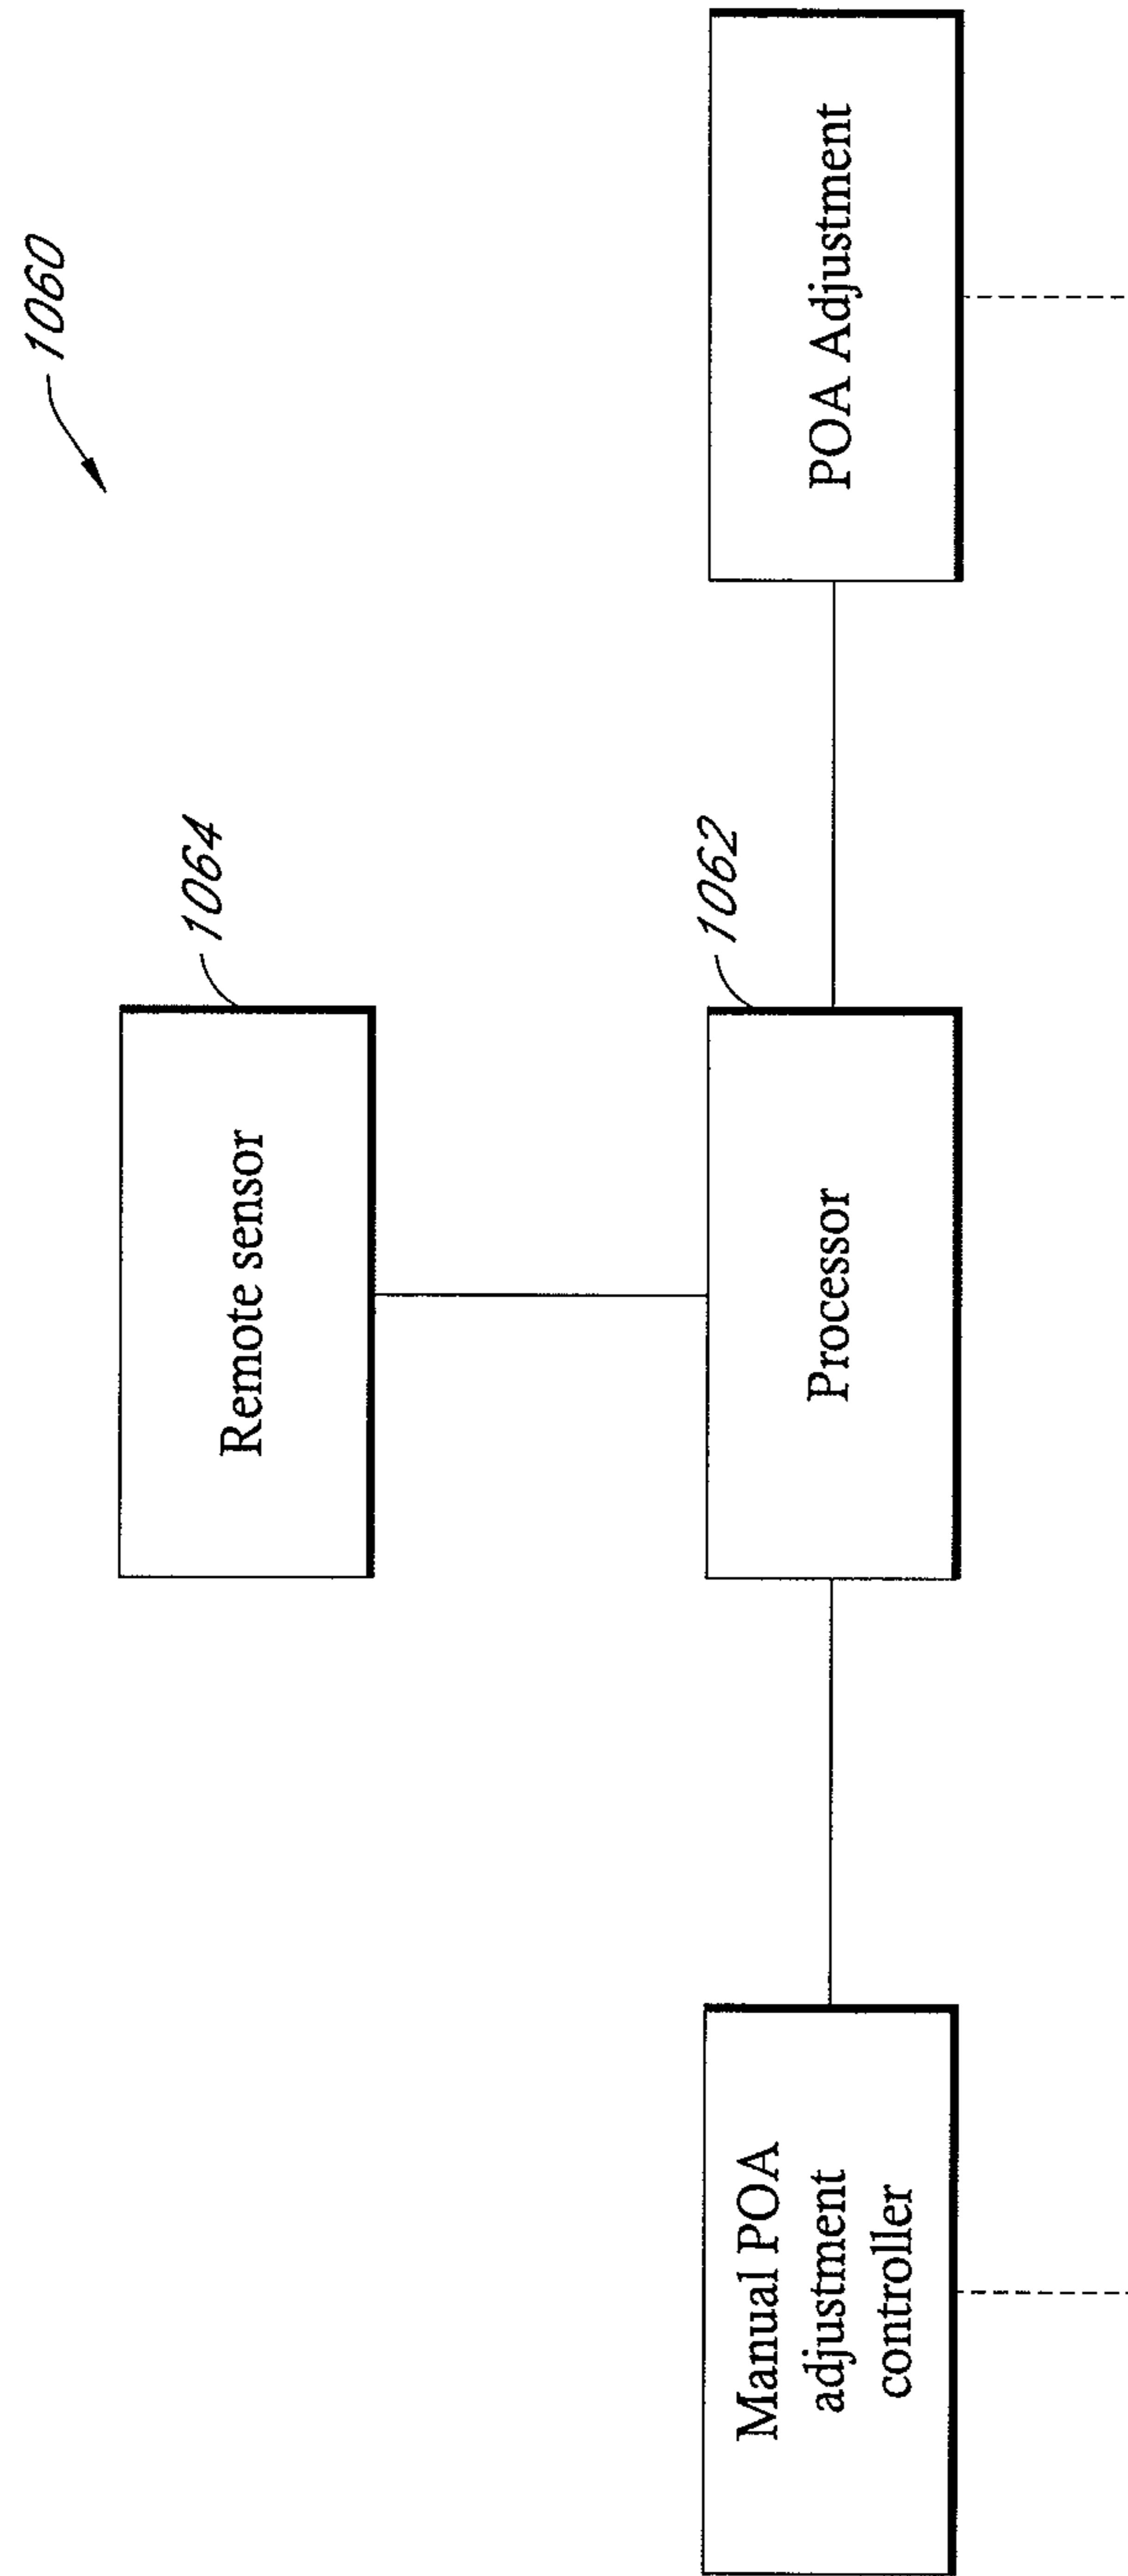 1060
Remote sensor
1064
Manual POA
adjustment
controller
Processor
1062
POA Adjustment